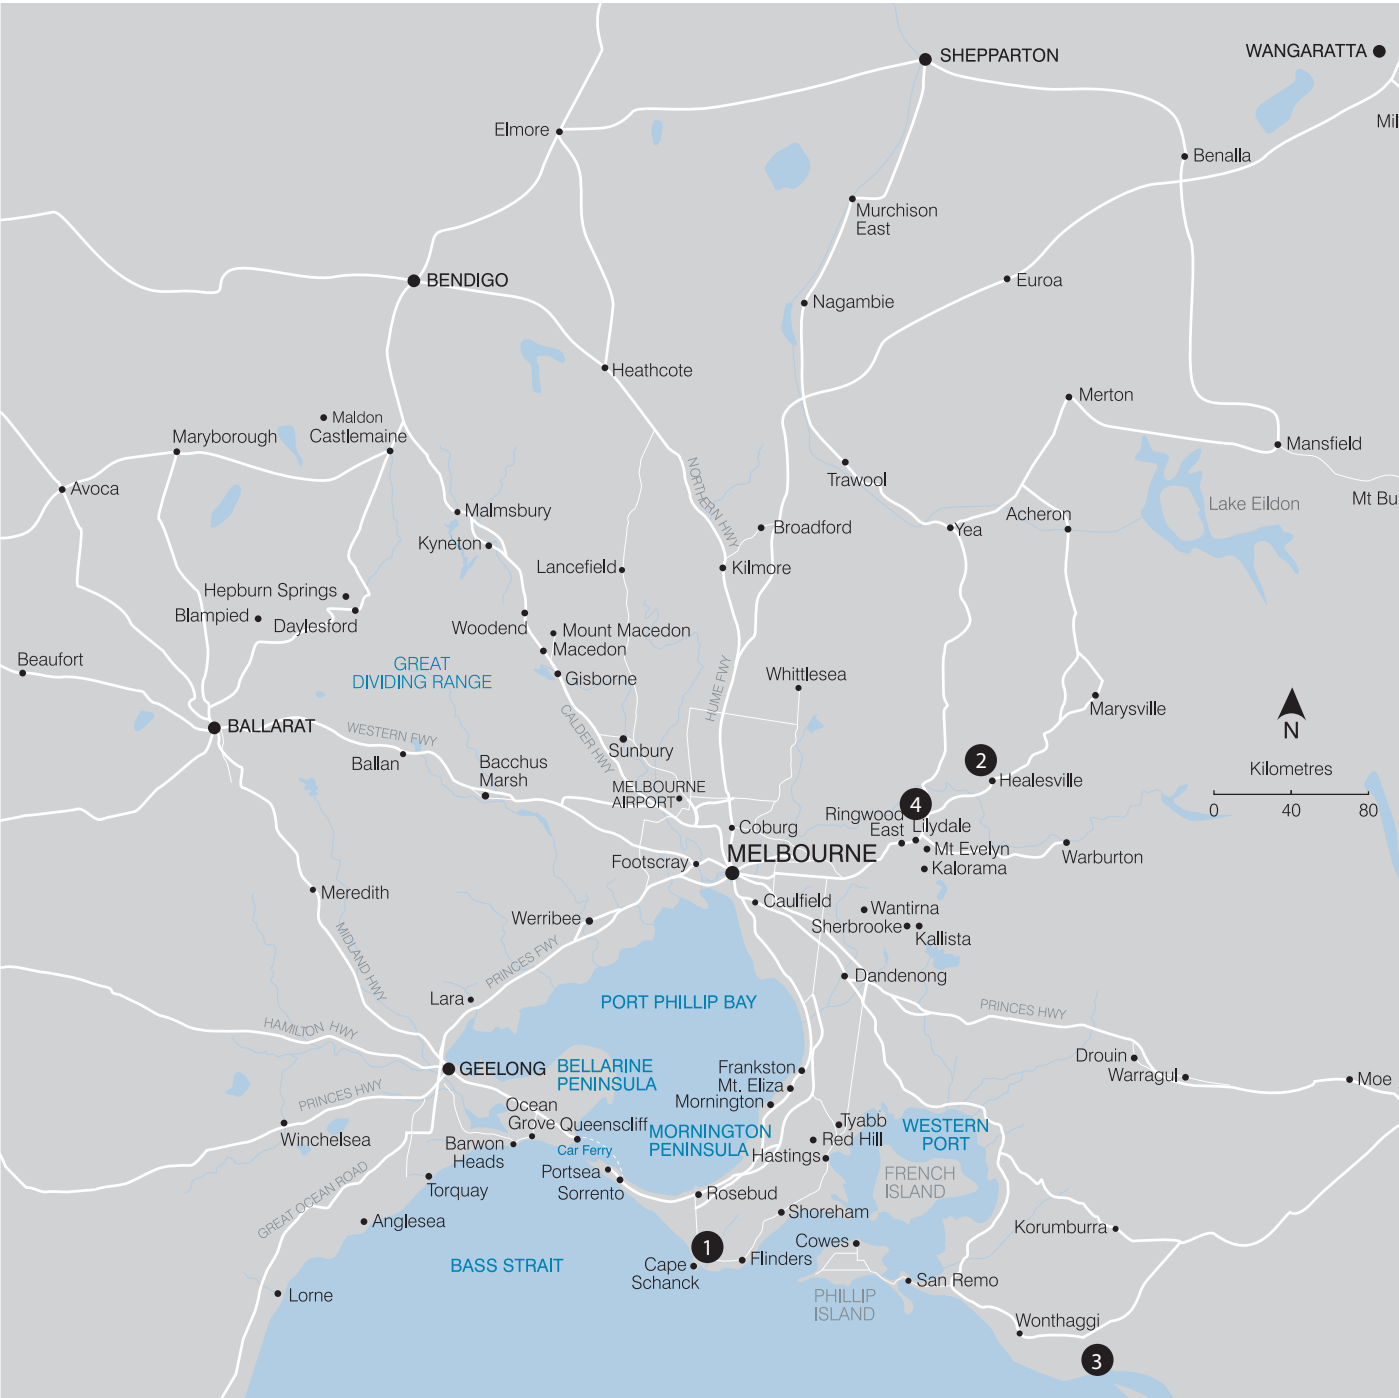 SHEPPARTON
WANGARATTA
Mil
Elmore
Benalla
Murchison
East
BENDIGO
Euroa
Nagambie
Heathcote
Merton
Maldon
Castlemaine
Maryborough
Mansfield
Avoca
NORTHERN HWY
Trawool
Lake Eildon
Mt Bu
Malmsbury
Acheron
Broadford
Yea
Kyneton
Lancefield
Kilmore
Hepburn Springs
Blampied
Daylesford
Woodend
Mount Macedon
Macedon
Beaufort
GREAT
DIVIDING RANGE
Gisborne
HUME FWY
Whittlesea
Marysville
BALLARAT
WESTERN FWY
CALDER HWY
N
Sunbury
Ballan
Bacchus
Marsh
2
Kilometres
Healesville
MELBOURNE
AIRPORT
4
0
40
80
Ringwood
East
Lilydale
Coburg
MELBOURNE
Mt Evelyn
Warburton
Footscray
Kalorama
Meredith
Caulfield
Wantirna
Werribee
Sherbrooke
Kallista
MIDLAND HWY
PRINCES FWY
Dandenong
Lara
PORT PHILLIP BAY
PRINCES HWY
HAMILTON HWY
Drouin
Warragul
Moe
GEELONG
BELLARINE
PENINSULA
Frankston
Mt. Eliza
Mornington
PRINCES HWY
Ocean
Grove
Queenscliff
Tyabb
WESTERN
PORT
Winchelsea
Barwon
Heads
Car Ferry
MORNINGTON
PENINSULA
Red Hill
Hastings
Portsea
Sorrento
FRENCH
ISLAND
Torquay
Rosebud
GREAT OCEAN ROAD
Anglesea
Shoreham
Korumburra
1
Cowes
BASS STRAIT
Cape
Schanck
Flinders
San Remo
Lorne
PHILLIP
ISLAND
Wonthaggi
3